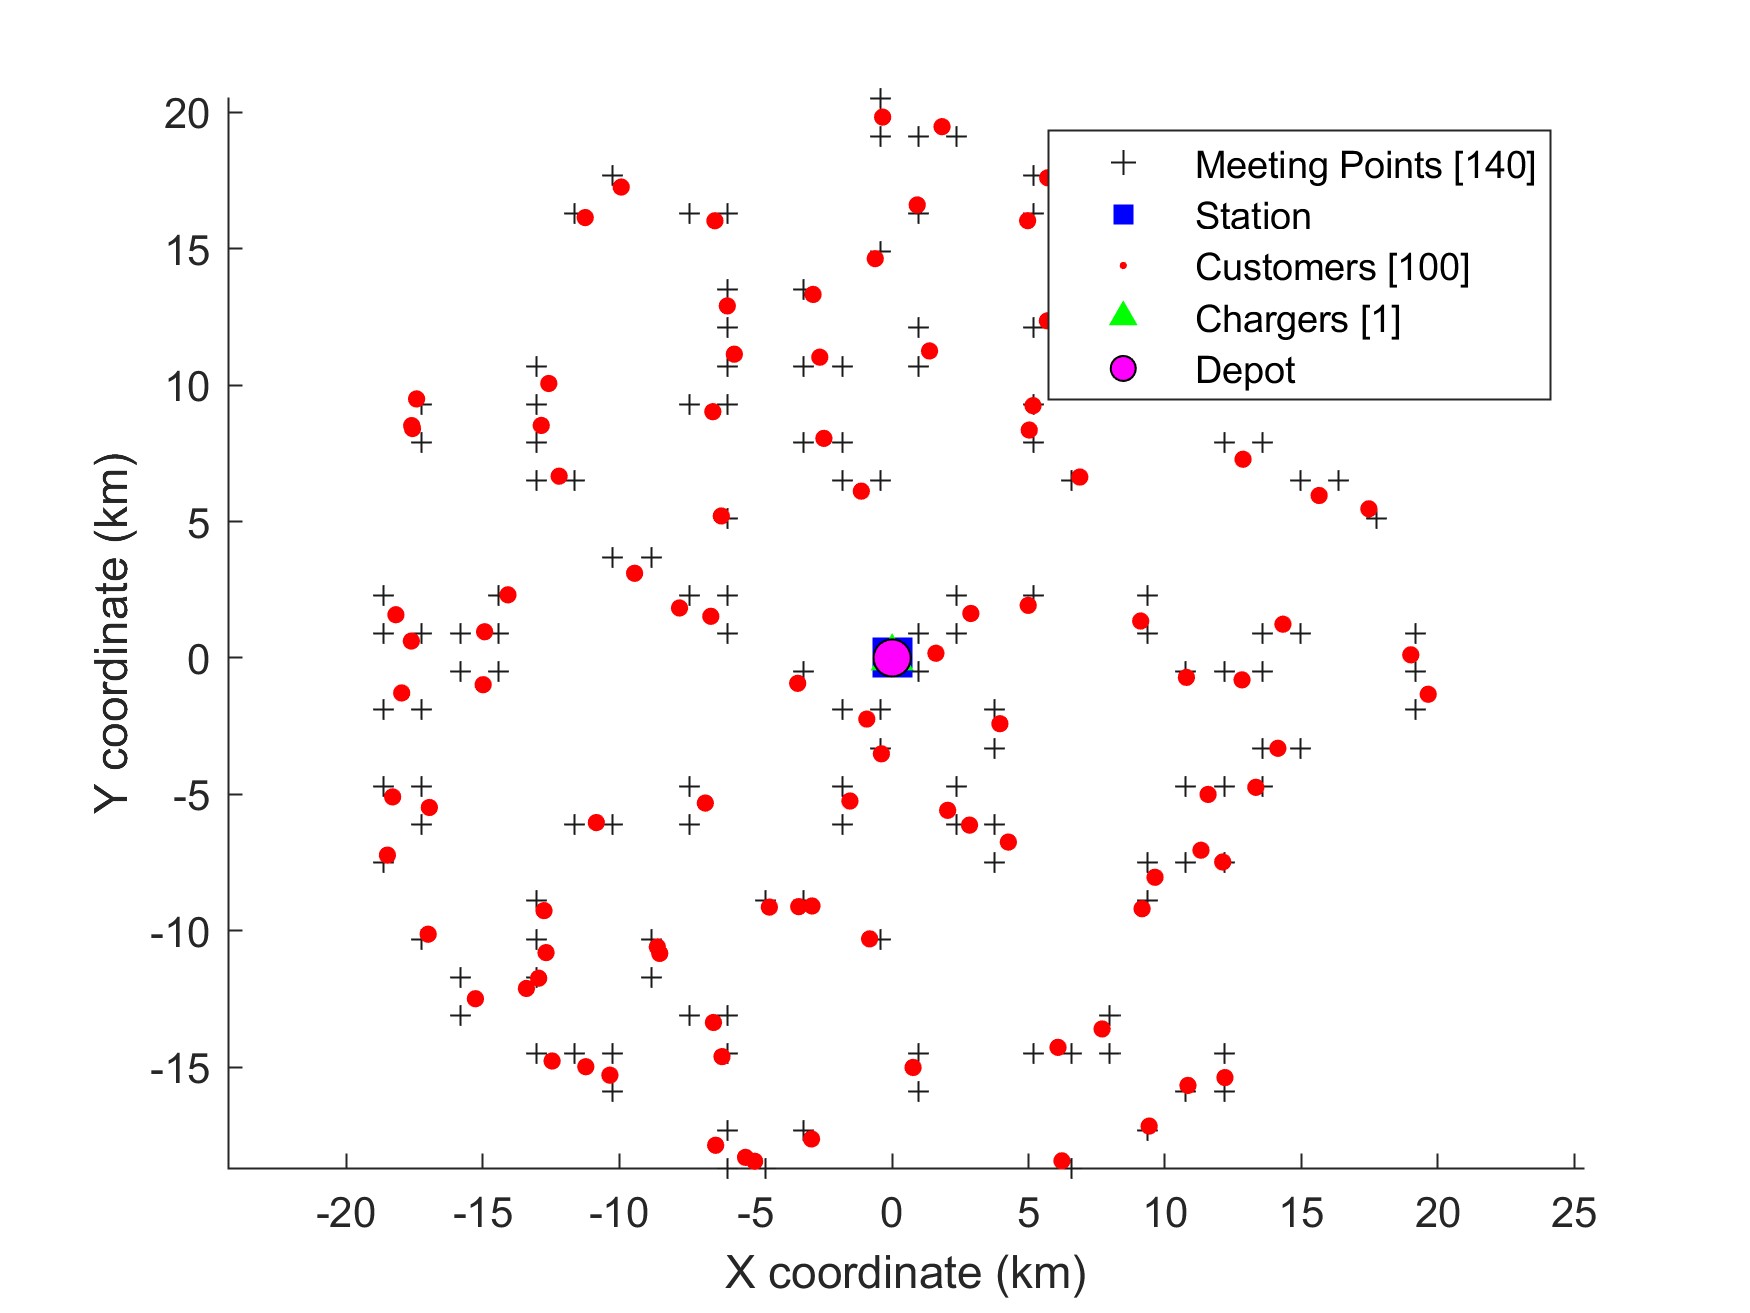 20
15
10
5
0
-5
-10
-15
Y coordinate (km)
Meeting Points [140]
Station
Customers [100]
Chargers [1]
Depot
-20 -15 -10 -5 0 5 10 15 20 25
X coordinate (km)